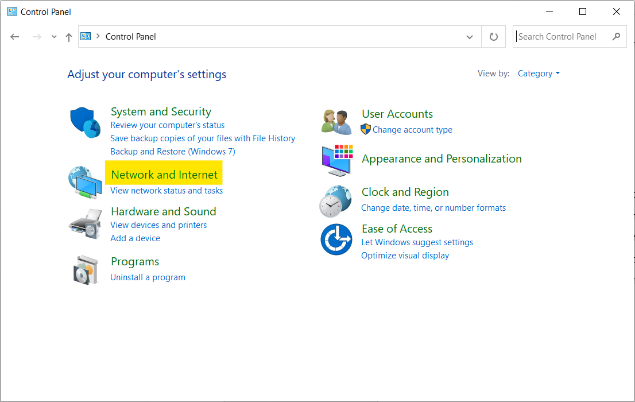 Control Panel
Control Panel
Search Control Panel
Adjust your computer's settings
View by: Category
System and Security
Review your computer's status
Save backup copies of your files with File History
Backup and Restore (Windows 7)
Network and Internet
View network status and tasks
Hardware and Sound
View devices and printers
Add a device
Programs
Uninstall a program
User Accounts
Change account type
Appearance and Personalization
Clock and Region
Change date, time, or number formats
Ease of Access
Let Windows suggest settings
Optimize visual display